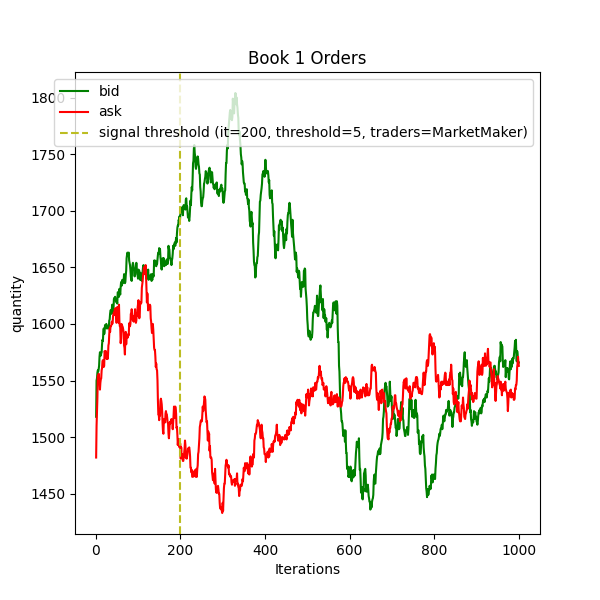 Book 1 Orders
bid
ask
signal threshold (it=200, threshold=5, traders=MarketMaker)
quantity
1800
1750
1700
1650
1600
1550
1500
1450
0 200 400 600 800 1000
Iterations